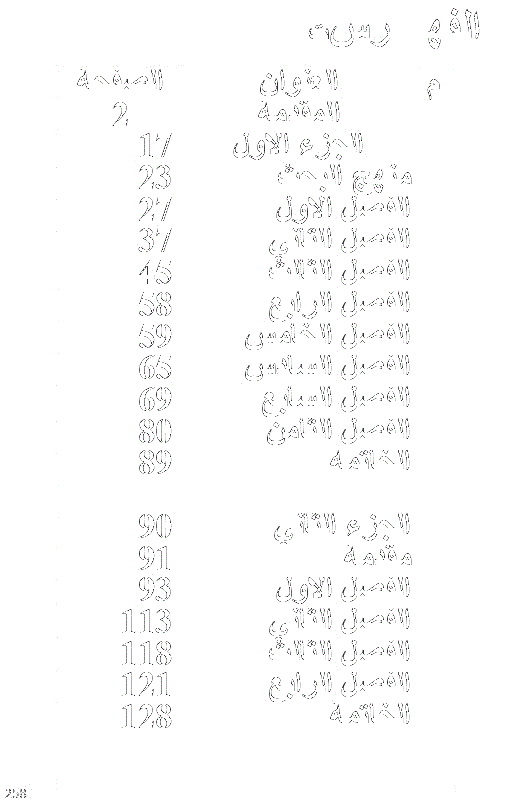 الفهرست
م العنوان الصفحة
المقدمة 2
الجزء الاول 17
منهج البحث 23
الفصل الاول 27
الفصل الثاني 37
الفصل الثالث 45
الفصل الرابع 58
الفصل الخامس 59
الفصل السادس 65
الفصل السابع 69
الفصل الثامن 80
الخاتمة 89
الجزء الثاني 90
مقدمة 91
الفصل الاول 93
الفصل الثاني 113
الفصل الثالث 118
الفصل الرابع 121
الخاتمة 128
258